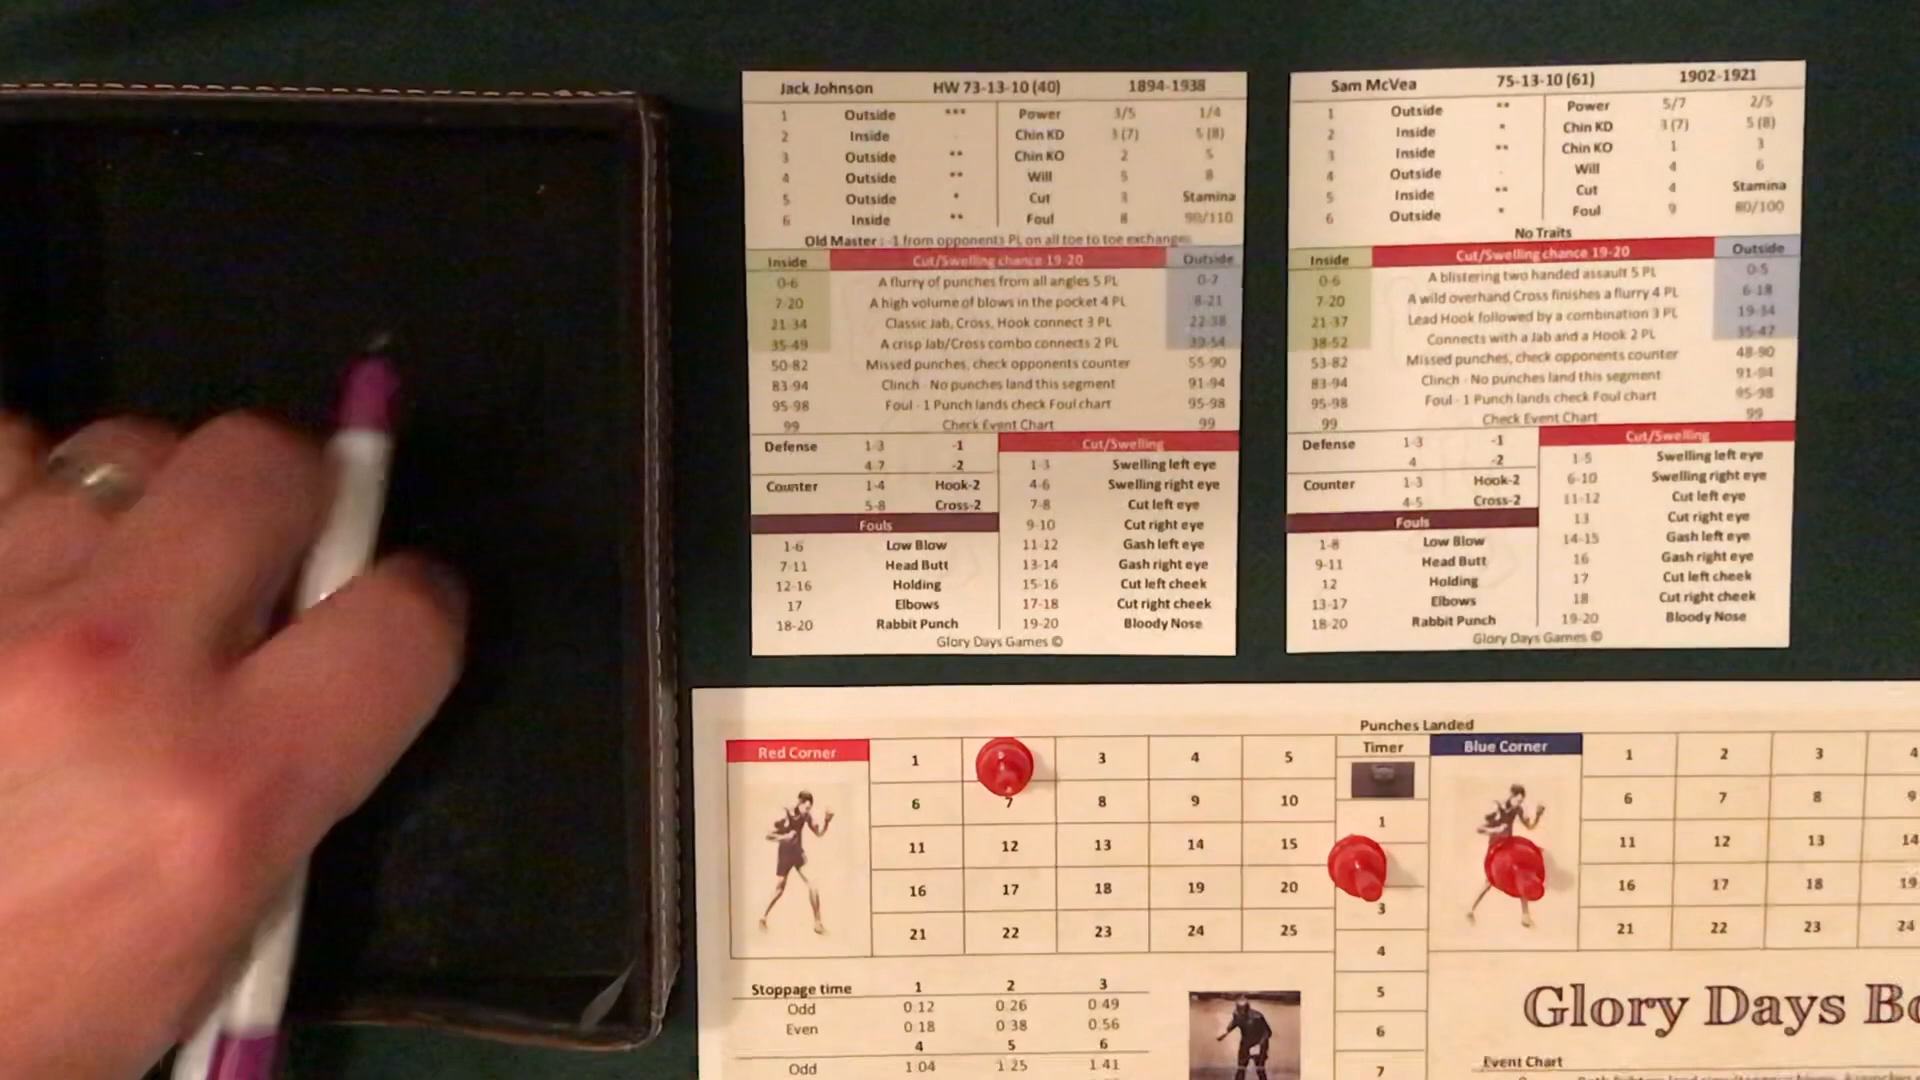 Jack Johnson HW 73-13-10 (40) 1894-1938
1 Outside *** Power 3/5 1/4
2 Inside Chin KD 3 (7) 5 (8)
3 Outside ** Chin KO 2 5
4 Outside ** Will 5 8
5 Outside * Cut 3 Stamina
6 Inside ** Foul 8 90/110
Old Master : -1 from opponents PL on all toe to toe exchanges
Inside Cut/Swelling chance 19-20 Outside
0-6 A flurry of punches from all angles 5 PL 0-7
7-20 A high volume of blows in the pocket 4 PL 8-21
21-34 Classic Jab, Cross, Hook connect 3 PL 22-38
35-49 A crisp Jab/Cross combo connects 2 PL 39-54
50-82 Missed punches, check opponents counter 55-90
83-94 Clinch - No punches land this segment 91-94
95-98 Foul - 1 Punch lands check Foul chart 95-98
99 Check Event Chart 99
Defense 1-3 -1
4-7 -2
Counter 1-4 Hook-2
5-8 Cross-2
Fouls
1-6 Low Blow
7-11 Head Butt
12-16 Holding
17 Elbows
18-20 Rabbit Punch
Cut/Swelling
1-3 Swelling left eye
4-6 Swelling right eye
7-8 Cut left eye
9-10 Cut right eye
11-12 Gash left eye
13-14 Gash right eye
15-16 Cut left cheek
17-18 Cut right cheek
19-20 Bloody Nose
Glory Days Games ©
Sam McVea 75-13-10 (61) 1902-1921
1 Outside ** Power 5/7 2/5
2 Inside * Chin KD 3 (7) 5 (8)
3 Inside ** Chin KO 1 3
4 Outside Will 4 6
5 Inside ** Cut 4 Stamina
6 Outside * Foul 9 80/100
No Traits
Inside Cut/Swelling chance 19-20 Outside
0-6 A blistering two handed assault 5 PL 0-5
7-20 A wild overhand Cross finishes a flurry 4 PL 6-18
21-37 Lead Hook followed by a combination 3 PL 19-34
38-52 Connects with a Jab and a Hook 2 PL 35-47
53-82 Missed punches, check opponents counter 48-90
83-94 Clinch - No punches land this segment 91-94
95-98 Foul - 1 Punch lands check Foul chart 95-98
99 Check Event Chart 99
Defense 1-3 -1
4 -2
Counter 1-3 Hook-2
4-5 Cross-2
Fouls
1-8 Low Blow
9-11 Head Butt
12 Holding
13-17 Elbows
18-20 Rabbit Punch
Cut/Swelling
1-5 Swelling left eye
6-10 Swelling right eye
11-12 Cut left eye
13 Cut right eye
14-15 Gash left eye
16 Gash right eye
17 Cut left cheek
18 Cut right cheek
19-20 Bloody Nose
Glory Days Games ©
Punches Landed
Red Corner
1 3 4 5
6 7 8 9 10
11 12 13 14 15
16 17 18 19 20
21 22 23 24 25
Timer
1
3
4
5
6
7
Blue Corner
1 2 3 4
6 7 8 9
11 12 13 14
16 17 18 19
21 22 23 24
Stoppage time 1 2 3
Odd 0 12 0 26 0 49
Even 0 18 0 38 0 56
4 5 6
Odd 1 04 1 25 1 41
Glory Days Bo
Event Chart